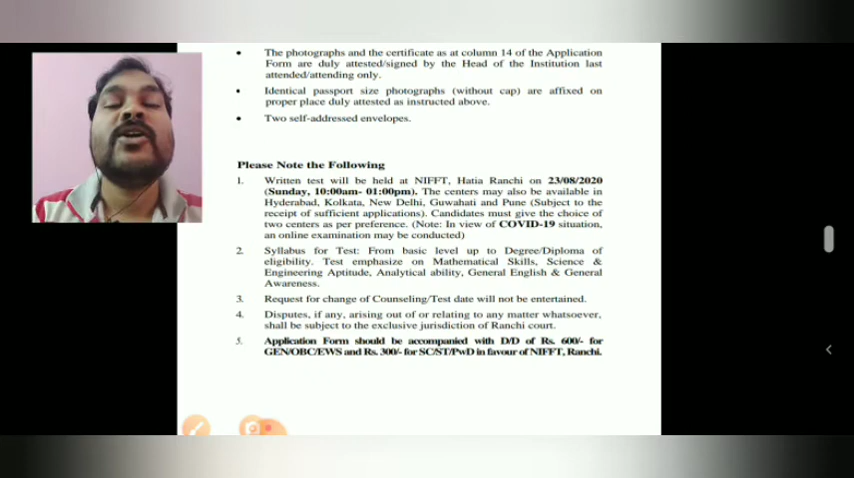 • The photographs and the certificate as at column 14 of the Application
Form are duly attested/signed by the Head of the Institution last
attended/attending only.
• Identical passport size photographs (without cap) are affixed on
proper place duly attested as instructed above.
• Two self-addressed envelopes.
Please Note the Following
1. Written test will be held at NIFFT, Hatia Ranchi on 23/08/2020
(Sunday, 10:00am- 01:00pm). The centers may also be available in
Hyderabad, Kolkata, New Delhi, Guwahati and Pune (Subject to the
receipt of sufficient applications). Candidates must give the choice of
two centers as per preference. (Note: In view of COVID-19 situation,
an online examination may be conducted)
2. Syllabus for Test: From basic level up to Degree/Diploma of
eligibility. Test emphasize on Mathematical Skills, Science &
Engineering Aptitude, Analytical ability, General English & General
Awareness.
3. Request for change of Counseling/Test date will not be entertained.
4. Disputes, if any, arising out of or relating to any matter whatsoever,
shall be subject to the exclusive jurisdiction of Ranchi court.
5. Application Form should be accompanied with D/D of Rs. 600/- for
GEN/OBC/EWS and Rs. 300/- for SC/ST/PwD in favour of NIFFT, Ranchi.